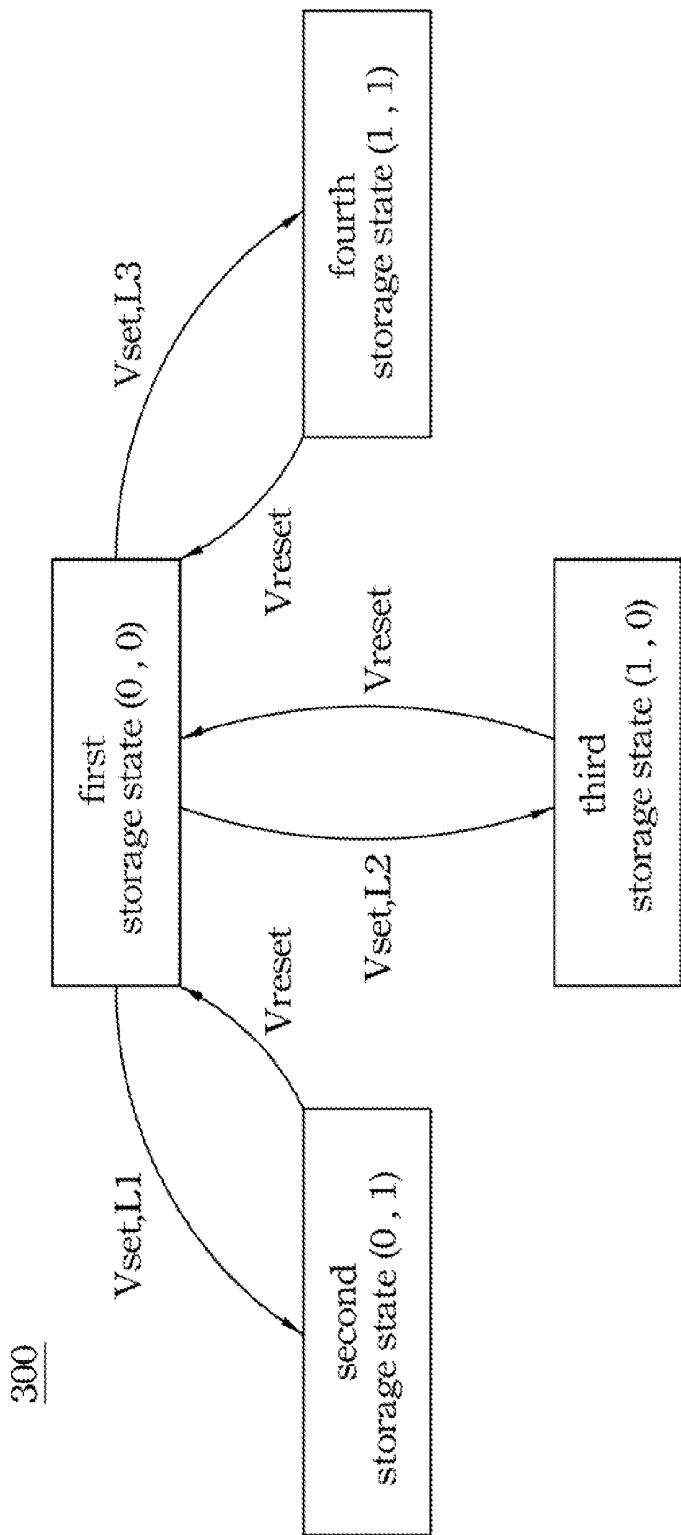 300
first
storage state (0 , 0)
Vset,L1
Vreset
Vset,L2
Vreset
Vreset
Vset,L3
second
storage state (0 , 1)
third
storage state (1 , 0)
fourth
storage state (1 , 1)